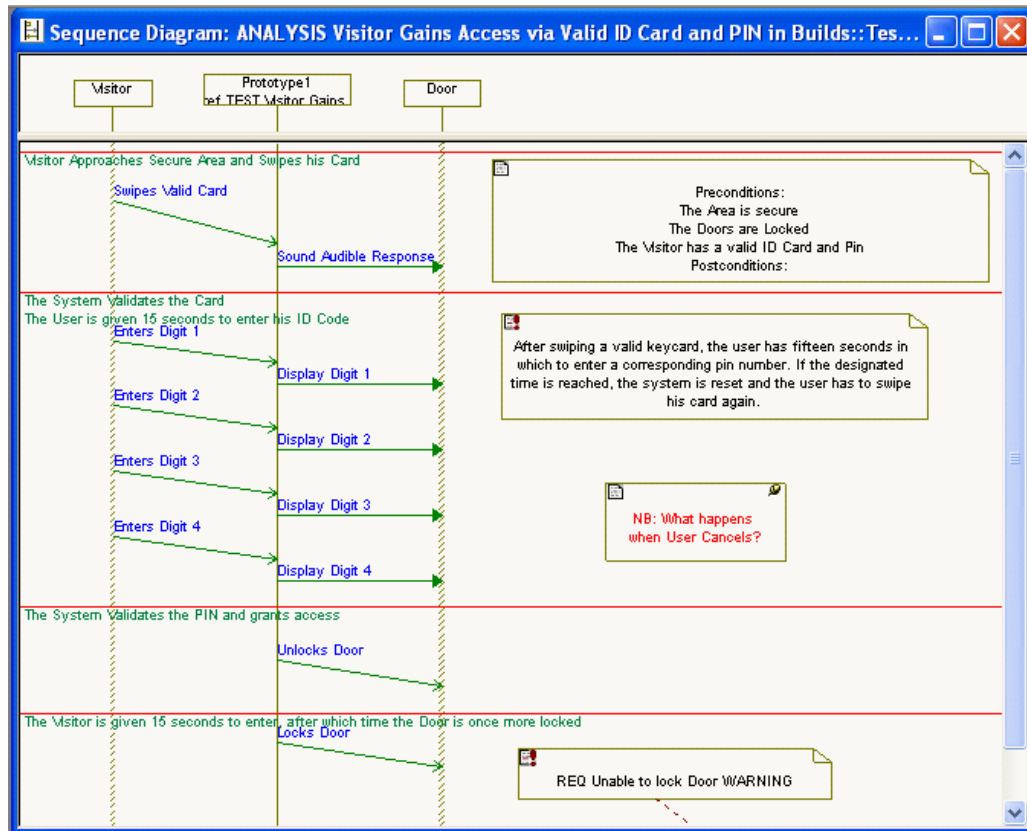 Sequence Diagram: ANALYSIS Visitor Gains Access via Valid ID Card and PIN in Builds::Tes...
Visitor
Prototype1
ref TEST Visitor Gains
Door
Visitor Approaches Secure Area and Swipes his Card
Swipes Valid Card
Sound Audible Response
Preconditions:
The Area is secure
The Doors are Locked
The Visitor has a valid ID Card and Pin
Postconditions:
The System Validates the Card
The User is given 15 seconds to enter his ID Code
Enters Digit 1
Display Digit 1
Enters Digit 2
Display Digit 2
Enters Digit 3
Display Digit 3
Enters Digit 4
Display Digit 4
After swiping a valid keycard, the user has fifteen seconds in
which to enter a corresponding pin number. If the designated
time is reached, the system is reset and the user has to swipe
his card again.
NB: What happens
when User Cancels?
The System Validates the PIN and grants access
Unlocks Door
The Visitor is given 15 seconds to enter, after which time the Door is once more locked
Locks Door
REQ Unable to lock Door WARNING